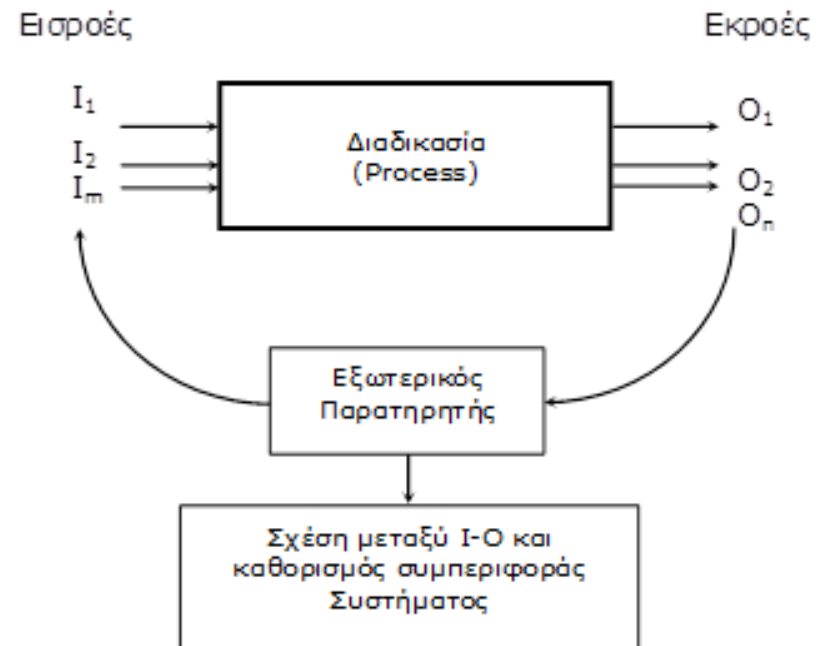 Εισροές
Εκροές
I₁
I₂
Iₘ
Διαδικασία
(Process)
O₁
O₂
Oₙ
Εξωτερικός
Παρατηρητής
Σχέση μεταξύ I-O και
καθορισμός συμπεριφοράς
Συστήματος